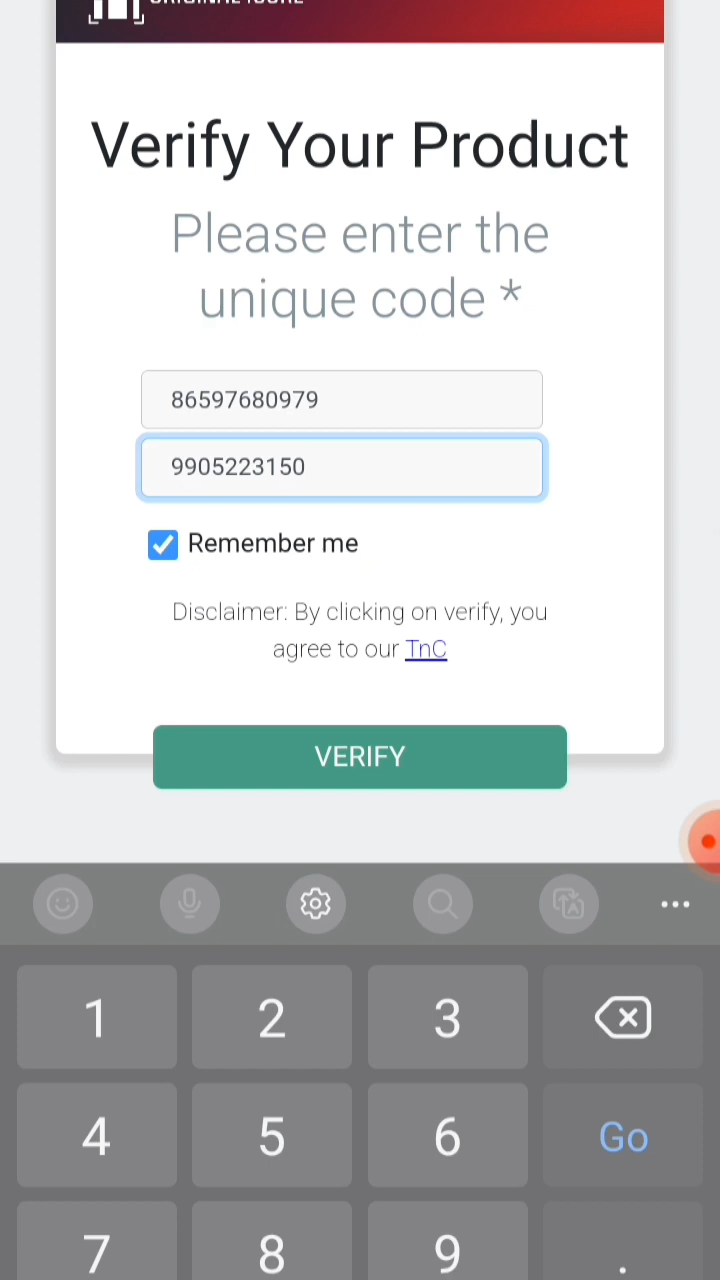 Verify Your Product
Please enter the
unique code *
86597680979
9905223150
Remember me
Disclaimer: By clicking on verify, you
agree to our TnC
VERIFY
1 2 3
4 5 6 Go
7 8 9 .